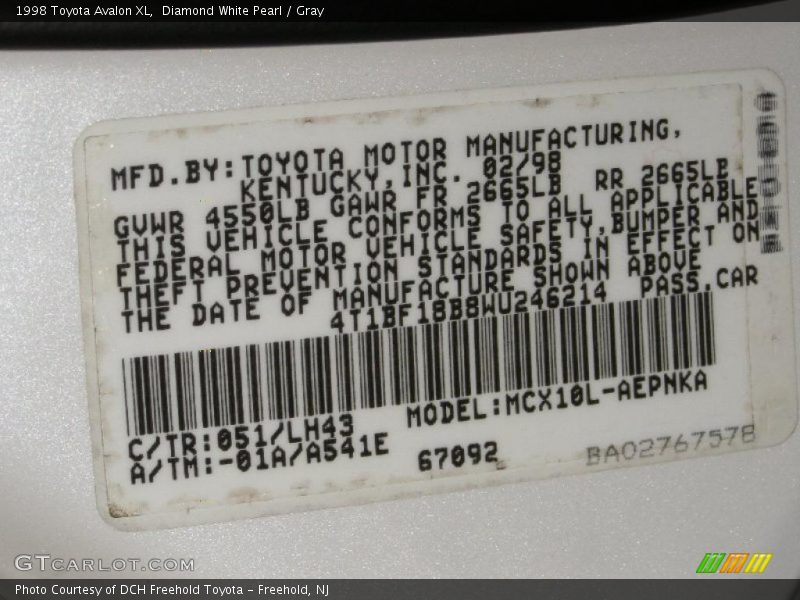 1998 Toyota Avalon XL,  Diamond White Pearl / Gray
MFD.BY:TOYOTA MOTOR MANUFACTURING,
KENTUCKY,INC. 02/98
GVWR 4550LB GAWR FR 2665LB RR 2665LB
THIS VEHICLE CONFORMS TO ALL APPLICABLE
FEDERAL MOTOR VEHICLE SAFETY,BUMPER AND
THEFT PREVENTION STANDARDS IN EFFECT ON
THE DATE OF MANUFACTURE SHOWN ABOVE
4T1BF18B8WU246214 PASS.CAR
C/TR:051/LH43 MODEL:MCX10L-AEPNKA
A/TM:-01A/A541E 67092 BA02767578
GTCARLOT.COM
Photo Courtesy of DCH Freehold Toyota - Freehold, NJ